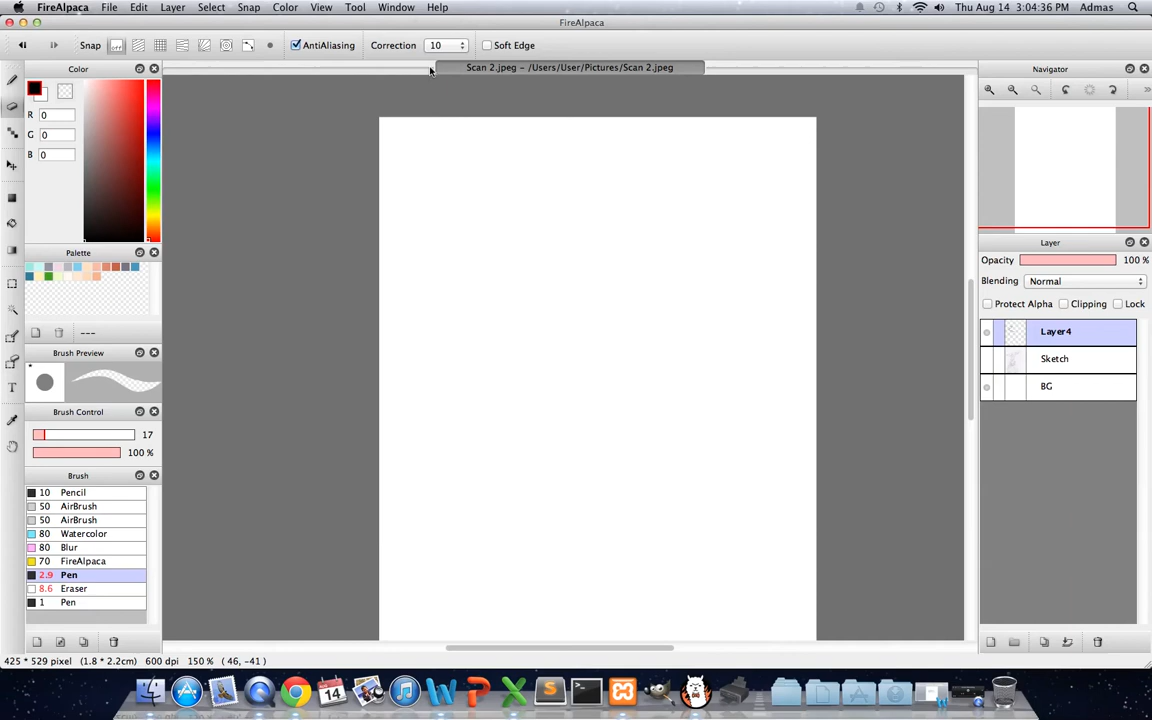 FireAlpaca File Edit Layer Select Snap Color View Tool Window Help Thu Aug 14 3:04:36 PM Admas
FireAlpaca
Snap off AntiAliasing Correction 10 Soft Edge
Scan 2.jpeg – /Users/User/Pictures/Scan 2.jpeg
Color
R 0
G 0
B 0
Palette
---
Brush Preview
Brush Control
17
100 %
Brush
10 Pencil
50 AirBrush
50 AirBrush
80 Watercolor
80 Blur
70 FireAlpaca
2.9 Pen
8.6 Eraser
1 Pen
Navigator
Layer
Opacity 100 %
Blending Normal
Protect Alpha Clipping Lock
Layer4
Sketch
BG
425 * 529 pixel (1.8 * 2.2cm) 600 dpi 150 % ( 46, -41 )
14